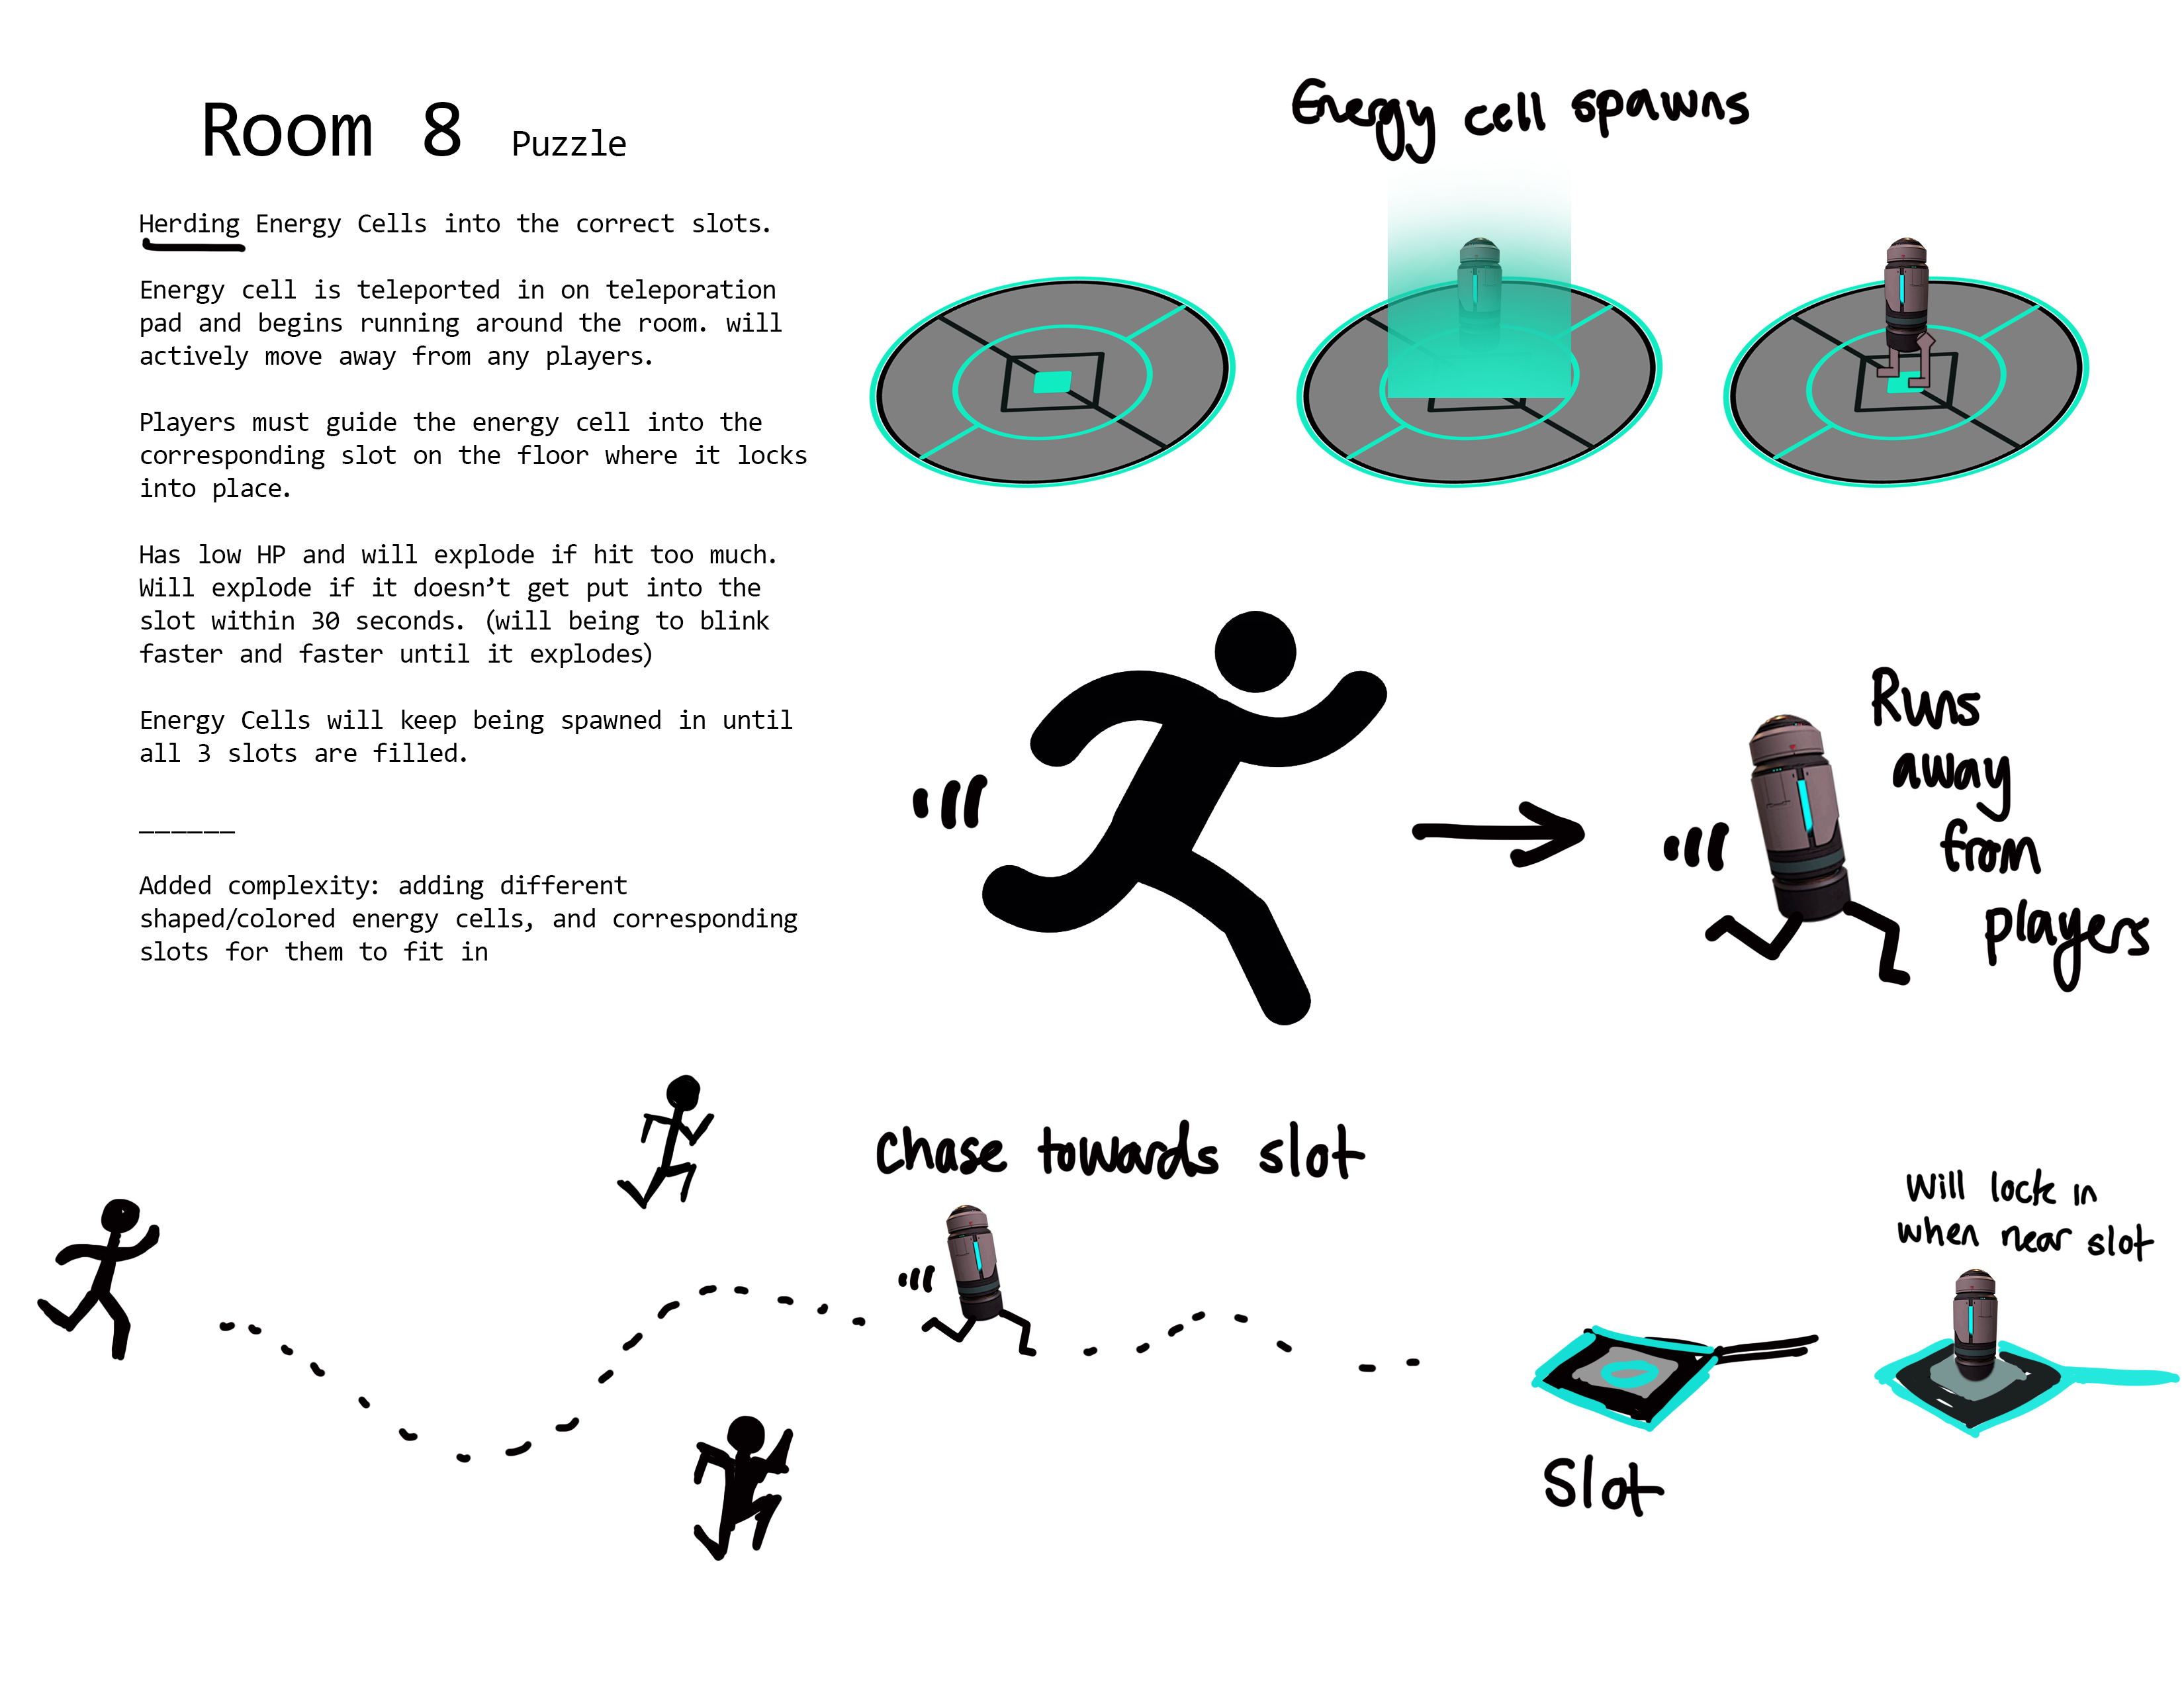 Room 8 Puzzle
Herding Energy Cells into the correct slots.
Energy cell is teleported in on teleporation
pad and begins running around the room. will
actively move away from any players.
Players must guide the energy cell into the
corresponding slot on the floor where it locks
into place.
Has low HP and will explode if hit too much.
Will explode if it doesn’t get put into the
slot within 30 seconds. (will being to blink
faster and faster until it explodes)
Energy Cells will keep being spawned in until
all 3 slots are filled.
______
Added complexity: adding different
shaped/colored energy cells, and corresponding
slots for them to fit in
Energy cell spawns
Runs
away
from
players
chase towards slot
Will lock in
when near slot
Slot